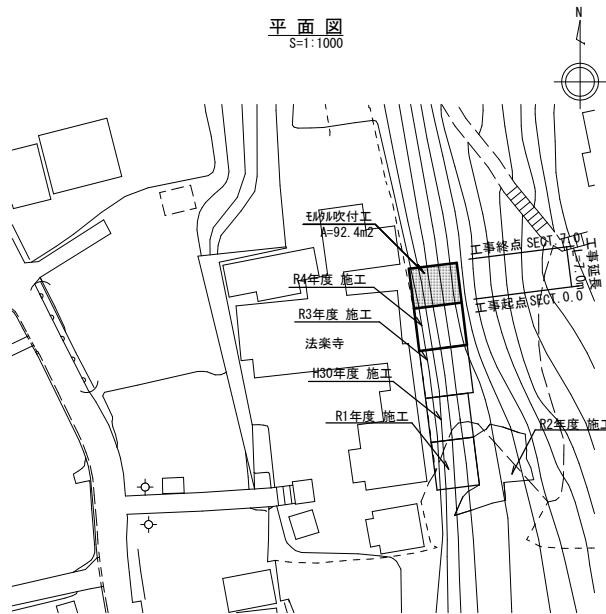 平面図
S=1:1000
N
ﾓﾙﾀﾙ吹付工
A=92.4m2
工事終点 SECT.7.0
工事延長
L=7.0m
R4年度 施工
工事起点 SECT.0.0
R3年度 施工
法楽寺
H30年度 施工
R1年度 施工
R2年度 施工